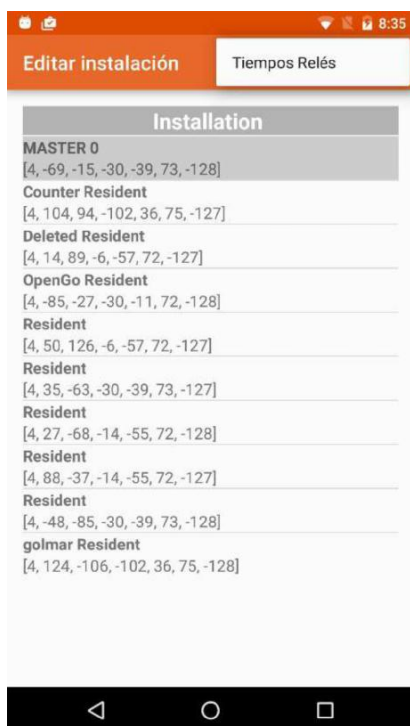 8:35
Editar instalación
Tiempos Relés
Installation
MASTER 0
[4, -69, -15, -30, -39, 73, -128]
Counter Resident
[4, 104, 94, -102, 36, 75, -127]
Deleted Resident
[4, 14, 89, -6, -57, 72, -127]
OpenGo Resident
[4, -85, -27, -30, -11, 72, -128]
Resident
[4, 50, 126, -6, -57, 72, -127]
Resident
[4, 35, -63, -30, -39, 73, -127]
Resident
[4, 27, -68, -14, -55, 72, -128]
Resident
[4, 88, -37, -14, -55, 72, -127]
Resident
[4, -48, -85, -30, -39, 73, -128]
golmar Resident
[4, 124, -106, -102, 36, 75, -128]